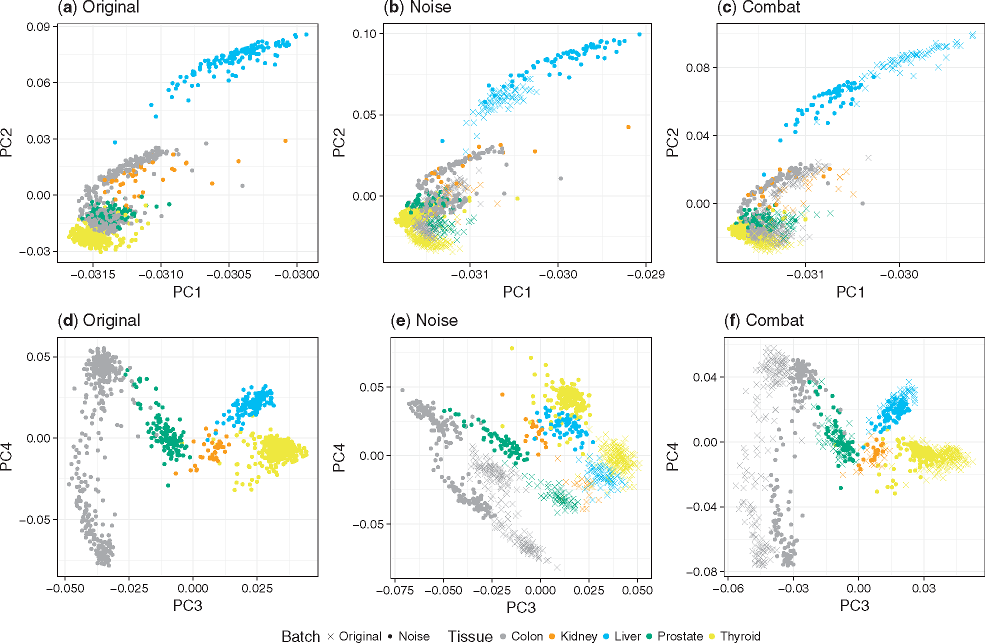 (a) Original
(b) Noise
(c) Combat
0.09
0.06
0.03
0.00
−0.03
PC2
−0.0315
−0.0310
−0.0305
−0.0300
PC1
0.10
0.05
0.00
PC2
−0.031
−0.030
−0.029
PC1
0.08
0.04
0.00
PC2
−0.031
−0.030
PC1
(d) Original
(e) Noise
(f) Combat
0.05
0.00
−0.05
PC4
−0.050
−0.025
0.000
0.025
PC3
0.05
0.00
−0.05
PC4
−0.075
−0.050
−0.025
0.000
0.025
0.050
PC3
0.04
0.00
−0.04
−0.08
PC4
−0.06
−0.03
0.00
0.03
PC3
Batch × Original • Noise Tissue Colon Kidney Liver Prostate Thyroid